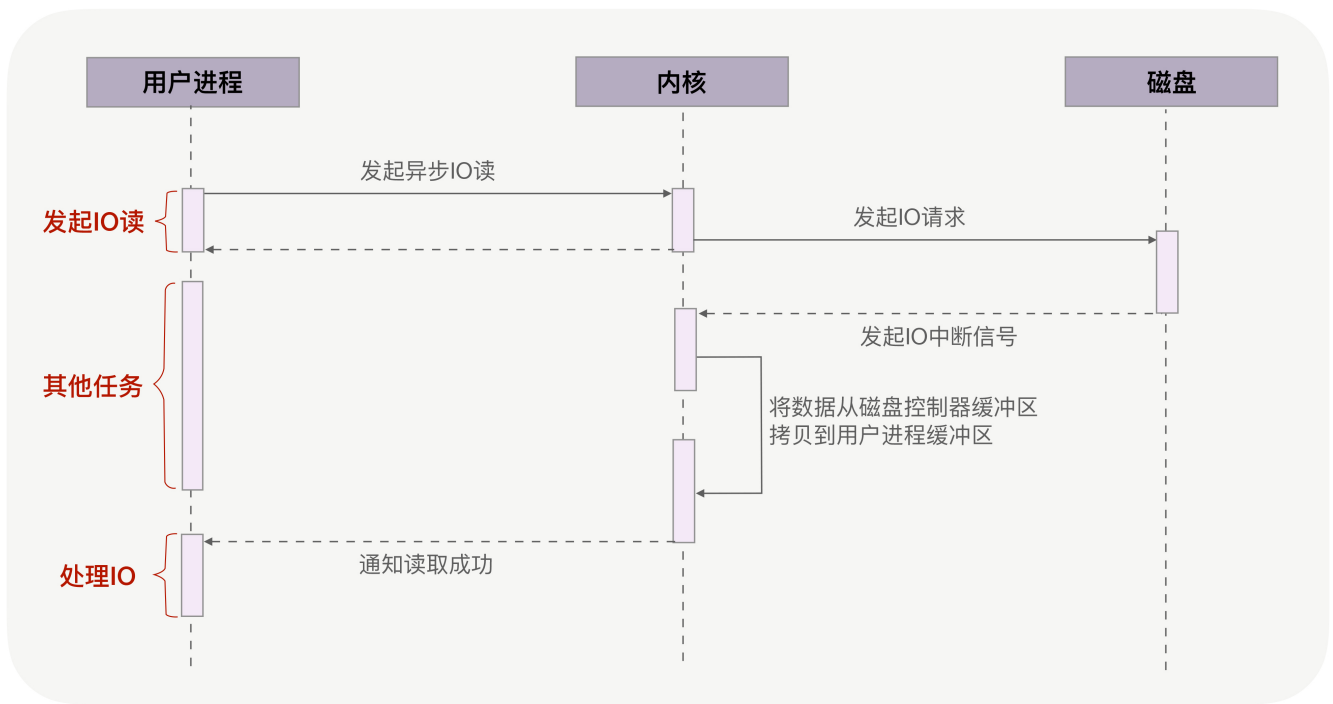 用户进程
内核
磁盘
发起异步IO读
发起IO读
发起IO请求
发起IO中断信号
其他任务
将数据从磁盘控制器缓冲区
拷贝到用户进程缓冲区
通知读取成功
处理IO